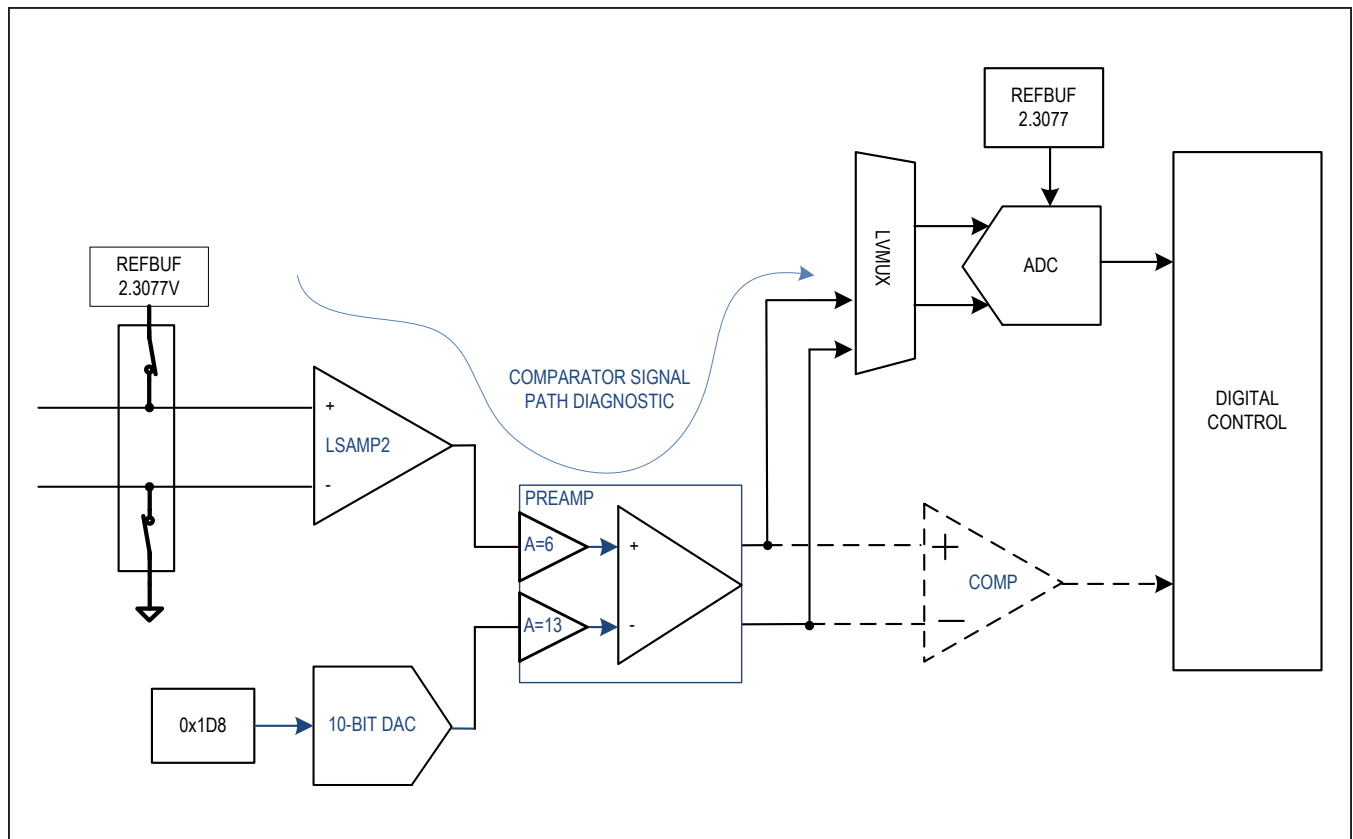 REFBUF
2.3077
REFBUF
2.3077V
LVMUX
ADC
COMPARATOR SIGNAL
PATH DIAGNOSTIC
DIGITAL
CONTROL
+
LSAMP2
-
PREAMP
A=6
+
A=13
-
+
COMP
—
0x1D8
10-BIT DAC